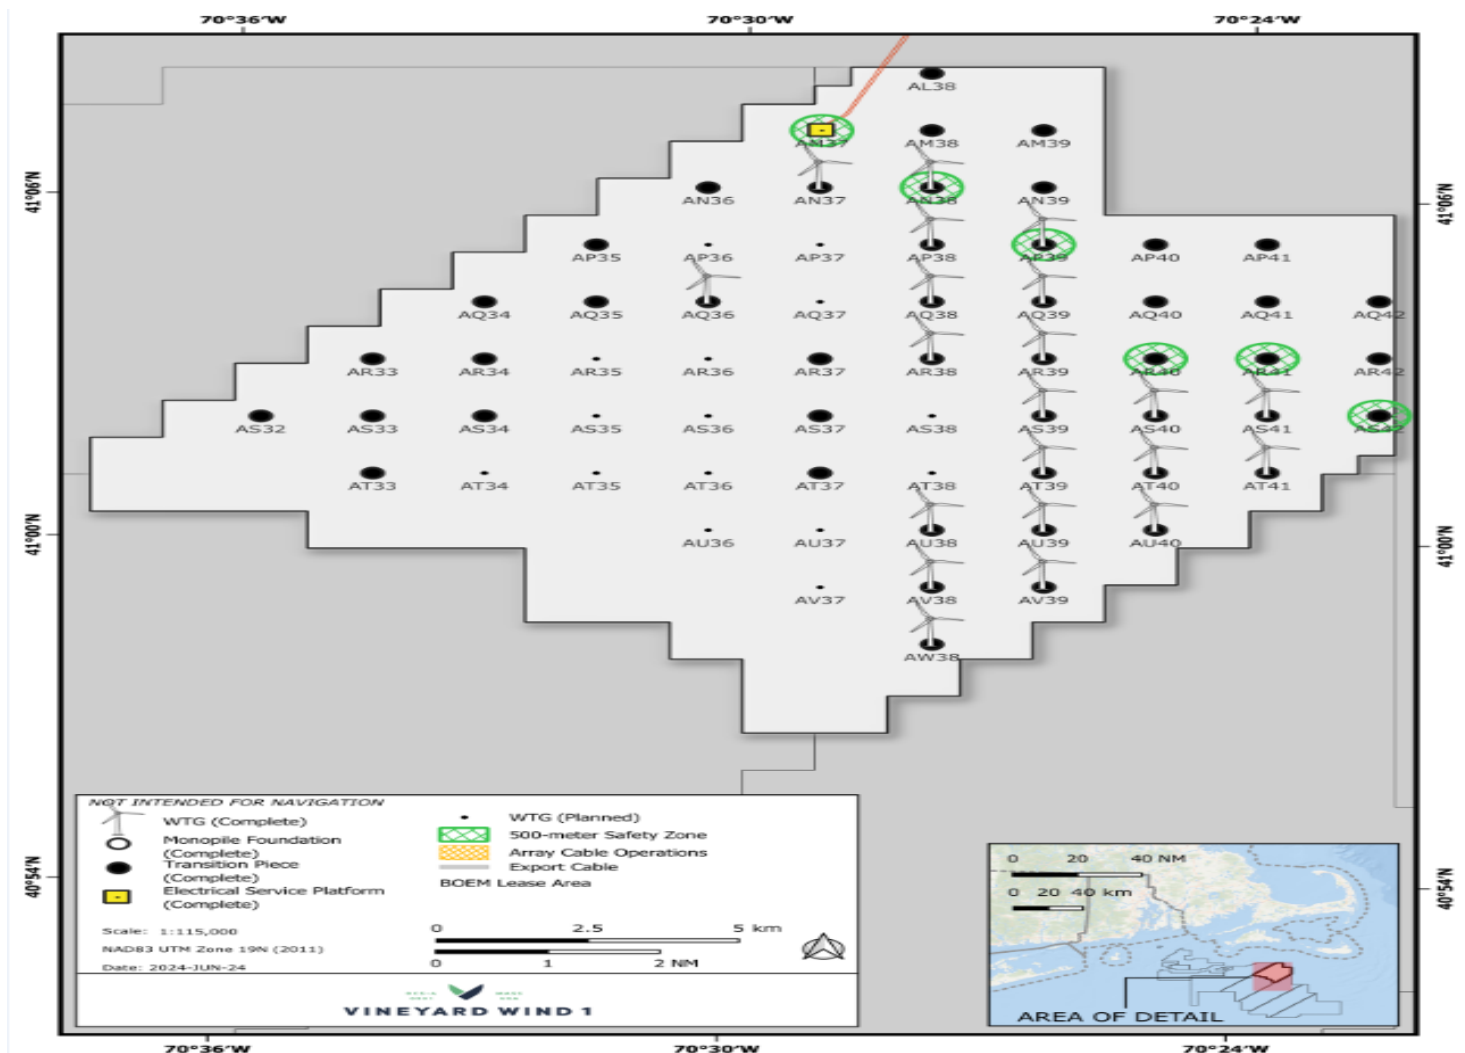 70°36'W 70°30'W 70°24'W
AL38
AM37 AM38 AM39
41°06'N 41°06'N
AN36 AN37 AN38 AN39
AP35 AP36 AP37 AP38 AP39 AP40 AP41
AQ34 AQ35 AQ36 AQ37 AQ38 AQ39 AQ40 AQ41 AQ42
AR33 AR34 AR35 AR36 AR37 AR38 AR39 AR40 AR41 AR42
AS32 AS33 AS34 AS35 AS36 AS37 AS38 AS39 AS40 AS41 AS42
AT33 AT34 AT35 AT36 AT37 AT38 AT39 AT40 AT41
41°00'N 41°00'N
AU36 AU37 AU38 AU39 AU40
AV37 AV38 AV39
AW38
NOT INTENDED FOR NAVIGATION
WTG (Complete)
Monopile Foundation
(Complete)
Transition Piece
(Complete)
Electrical Service Platform
(Complete)
WTG (Planned)
500-meter Safety Zone
Array Cable Operations
Export Cable
BOEM Lease Area
Scale: 1:115,000
NAD83 UTM Zone 19N (2011)
Date: 2024-JUN-24
0 2.5 5 km
0 1 2 NM
VINEYARD WIND 1
40°54'N 40°54'N
0 20 40 NM
0 20 40 km
AREA OF DETAIL
70°36'W 70°30'W 70°24'W